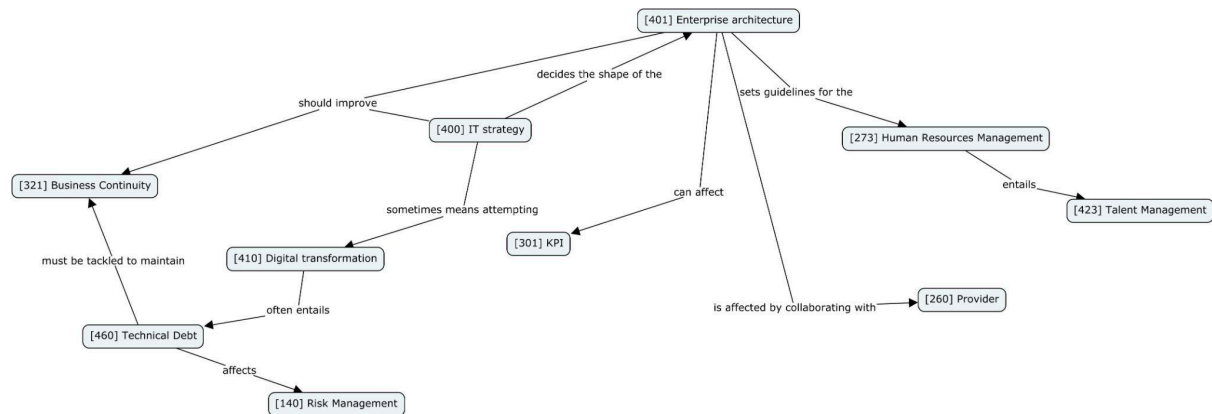 [401] Enterprise architecture
decides the shape of the
sets guidelines for the
should improve
[400] IT strategy
[273] Human Resources Management
[321] Business Continuity
entails
can affect
sometimes means attempting
[423] Talent Management
[301] KPI
[410] Digital transformation
must be tackled to maintain
[260] Provider
is affected by collaborating with
often entails
[460] Technical Debt
affects
[140] Risk Management